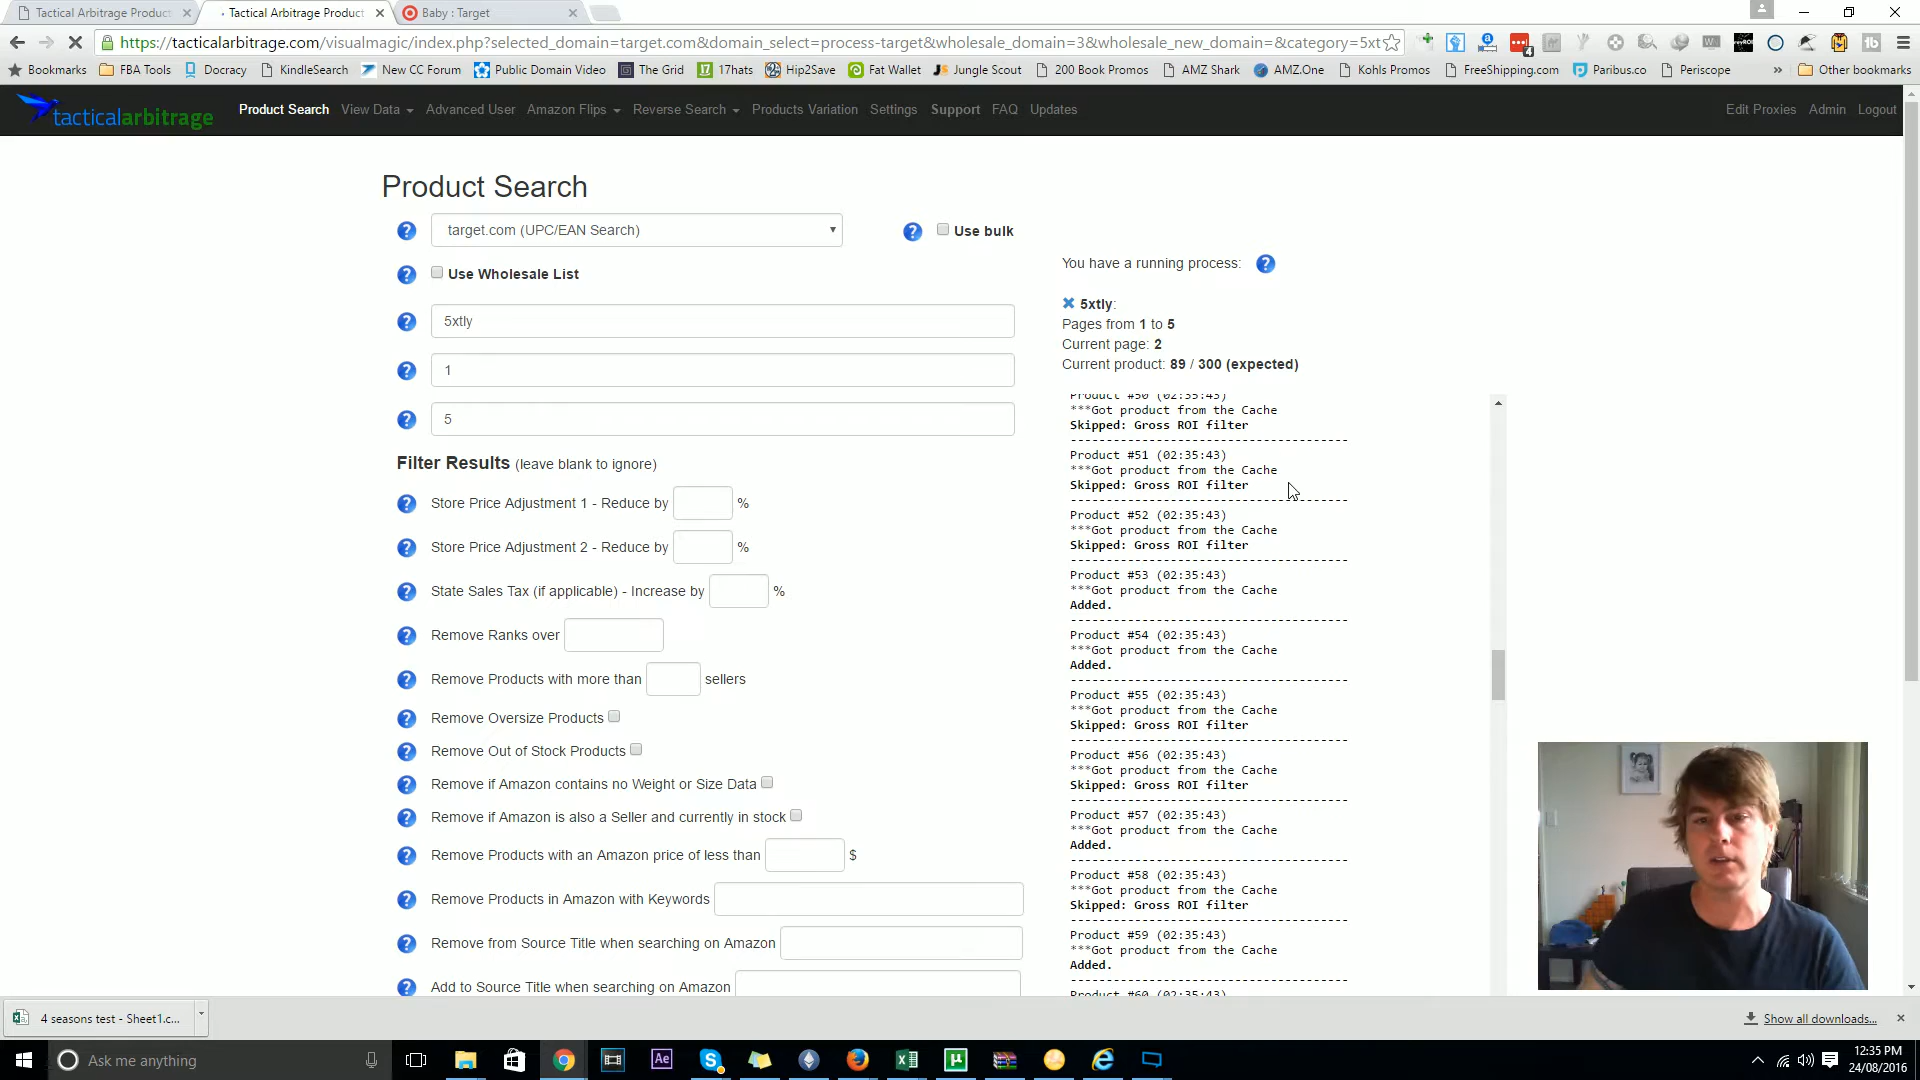 Tactical Arbitrage Product
Tactical Arbitrage Product
Baby : Target
https://tacticalarbitrage.com/visualmagic/index.php?selected_domain=target.com&domain_select=process-target&wholesale_domain=3&wholesale_new_domain=&category=5xt
Bookmarks
FBA Tools
Docracy
KindleSearch
New CC Forum
Public Domain Video
The Grid
17hats
Hip2Save
Fat Wallet
Jungle Scout
200 Book Promos
AMZ Shark
AMZ.One
Kohls Promos
FreeShipping.com
Paribus.co
Periscope
»
Other bookmarks
tacticalarbitrage
Product Search
View Data
Advanced User
Amazon Flips
Reverse Search
Products Variation
Settings
Support
FAQ
Updates
Edit Proxies
Admin
Logout
Product Search
target.com (UPC/EAN Search)
Use bulk
Use Wholesale List
5xtly
1
5
Filter Results (leave blank to ignore)
Store Price Adjustment 1 - Reduce by %
Store Price Adjustment 2 - Reduce by %
State Sales Tax (if applicable) - Increase by %
Remove Ranks over
Remove Products with more than sellers
Remove Oversize Products
Remove Out of Stock Products
Remove if Amazon contains no Weight or Size Data
Remove if Amazon is also a Seller and currently in stock
Remove Products with an Amazon price of less than $
Remove Products in Amazon with Keywords
Remove from Source Title when searching on Amazon
Add to Source Title when searching on Amazon
You have a running process:
5xtly:
Pages from 1 to 5
Current page: 2
Current product: 89 / 300 (expected)
Product #50 (02:35:43)
***Got product from the Cache
Skipped: Gross ROI filter
---------------------------------------
Product #51 (02:35:43)
***Got product from the Cache
Skipped: Gross ROI filter
---------------------------------------
Product #52 (02:35:43)
***Got product from the Cache
Skipped: Gross ROI filter
---------------------------------------
Product #53 (02:35:43)
***Got product from the Cache
Added.
---------------------------------------
Product #54 (02:35:43)
***Got product from the Cache
Added.
---------------------------------------
Product #55 (02:35:43)
***Got product from the Cache
Skipped: Gross ROI filter
---------------------------------------
Product #56 (02:35:43)
***Got product from the Cache
Skipped: Gross ROI filter
---------------------------------------
Product #57 (02:35:43)
***Got product from the Cache
Added.
---------------------------------------
Product #58 (02:35:43)
***Got product from the Cache
Skipped: Gross ROI filter
---------------------------------------
Product #59 (02:35:43)
***Got product from the Cache
Added.
---------------------------------------
Product #60 (02:35:43)
4 seasons test - Sheet1.c...
Show all downloads...
Ask me anything
12:35 PM
24/08/2016